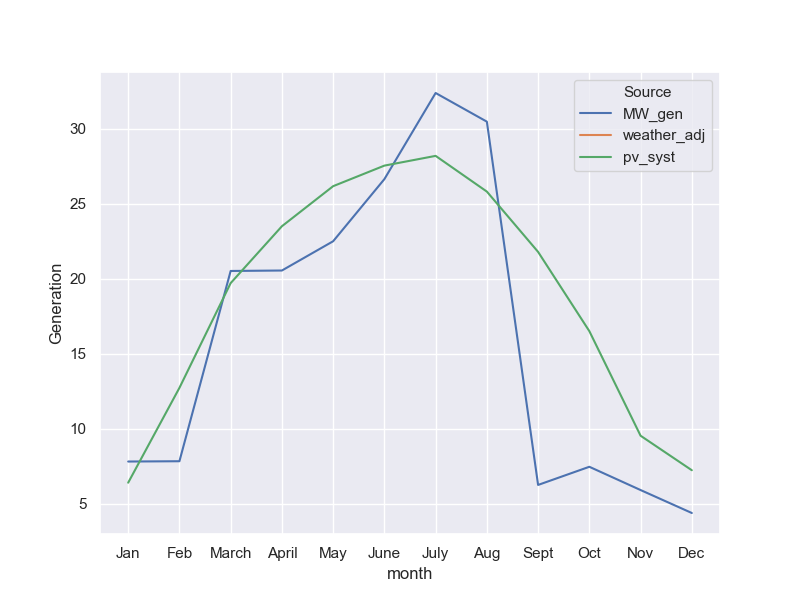 Source
MW_gen
weather_adj
pv_syst
Generation
30
25
20
15
10
5
Jan Feb March April May June July Aug Sept Oct Nov Dec
month